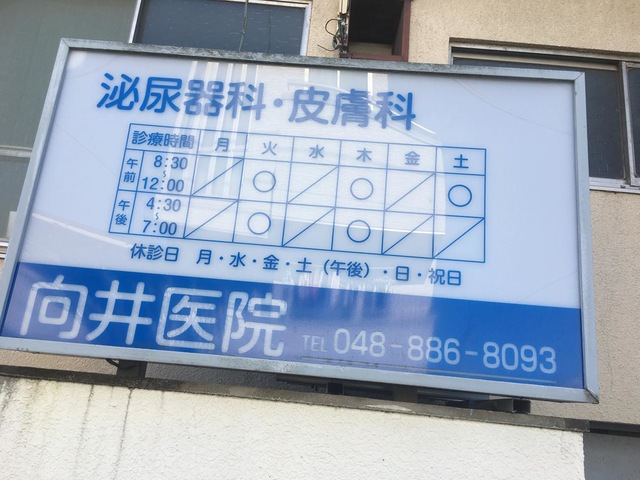 泌尿器科・皮膚科
診療時間 月 火 水 木 金 土
午前 8:30~12:00 ／ ○ ／ ○ ／ ○
午後 4:30~7:00 ／ ○ ／ ○ ／ ／
休診日 月・水・金・土(午後)・日・祝日
向井医院 TEL 048-886-8093